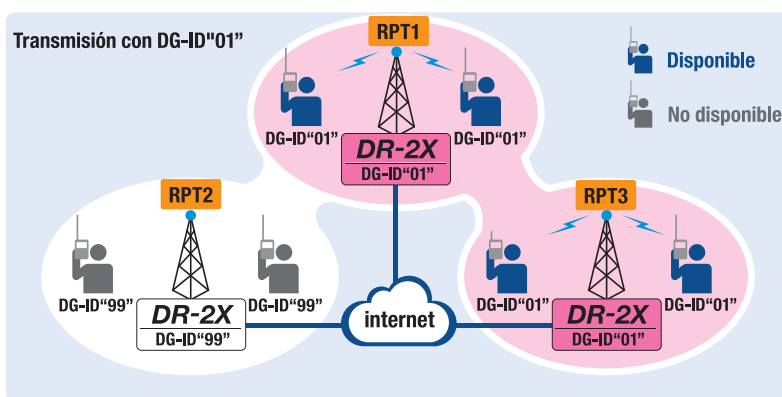 Transmisión con DG-ID"01”
RPT1
Disponible
No disponible
DG-ID“01”
DG-ID“01”
DR-2X
DG-ID“01”
RPT2
RPT3
DG-ID“99”
DG-ID“99”
DR-2X
DG-ID“99”
internet
DG-ID“01”
DG-ID“01”
DR-2X
DG-ID“01”